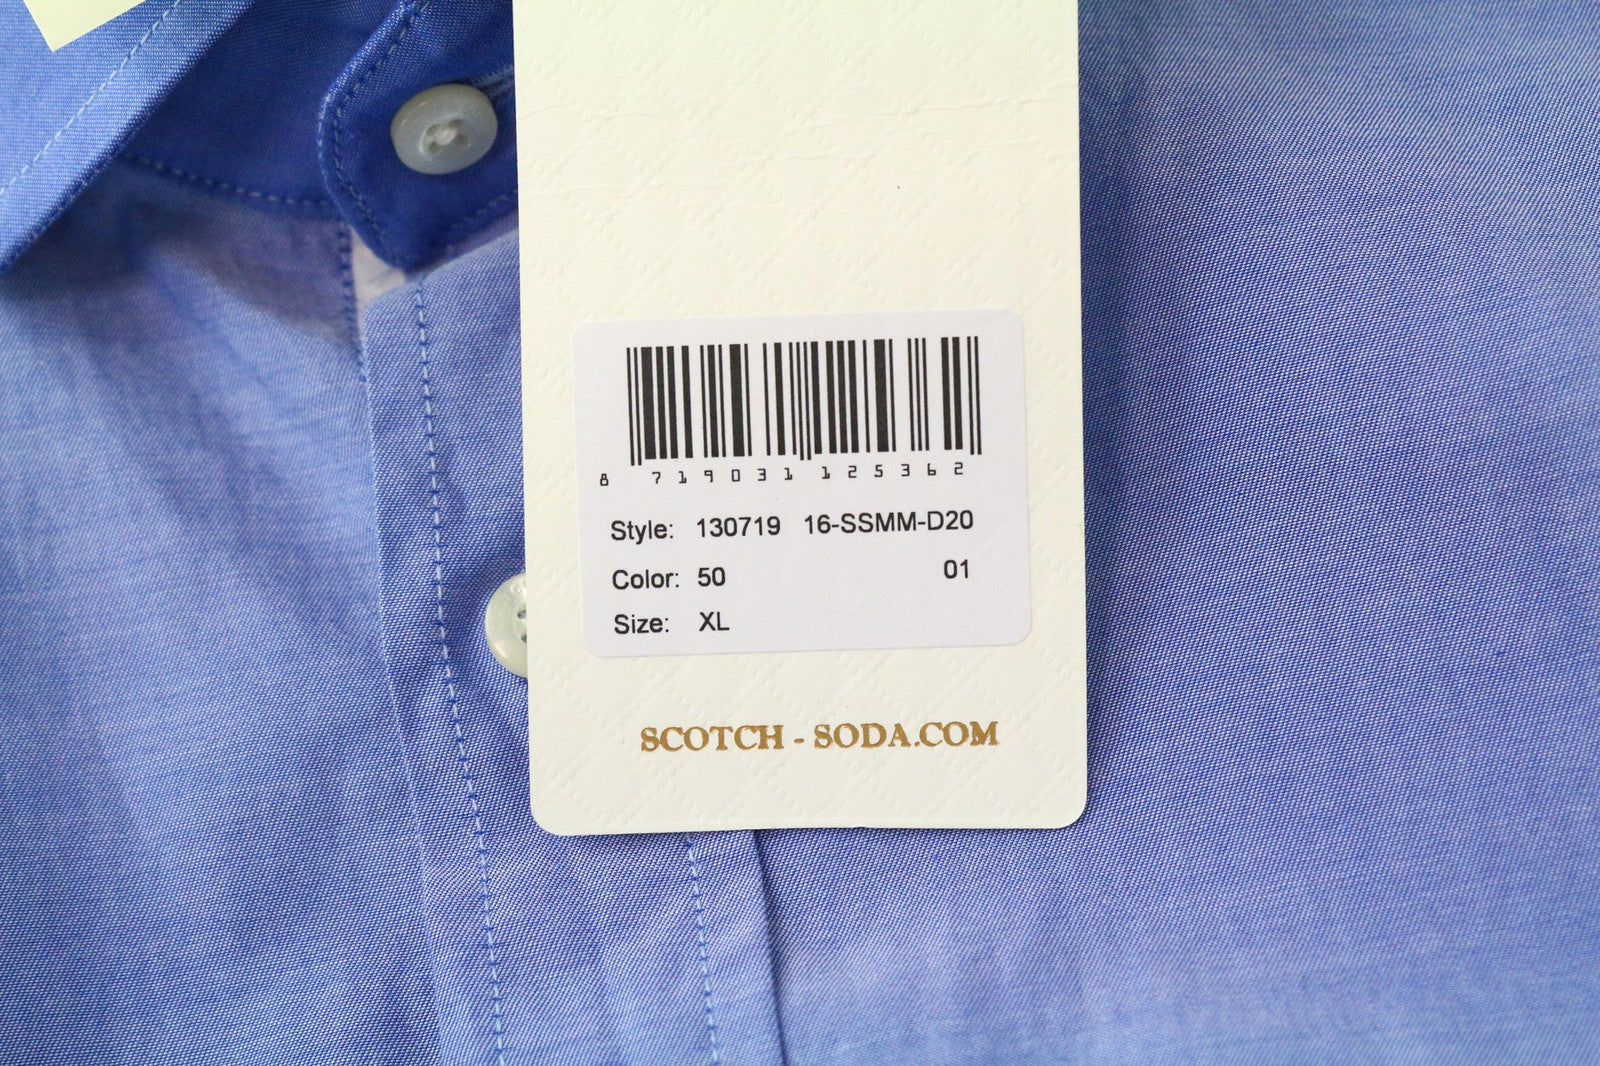 8 719031 125362
Style: 130719 16-SSMM-D20
Color: 50 01
Size: XL
SCOTCH - SODA.COM